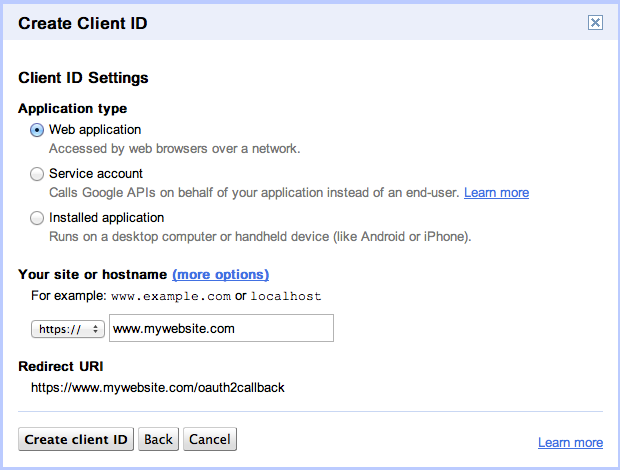 Create Client ID
Client ID Settings
Application type
Web application
Accessed by web browsers over a network.
Service account
Calls Google APIs on behalf of your application instead of an end-user. Learn more
Installed application
Runs on a desktop computer or handheld device (like Android or iPhone).
Your site or hostname (more options)
For example: www.example.com or localhost
https:// www.mywebsite.com
Redirect URI
https://www.mywebsite.com/oauth2callback
Create client ID Back Cancel Learn more